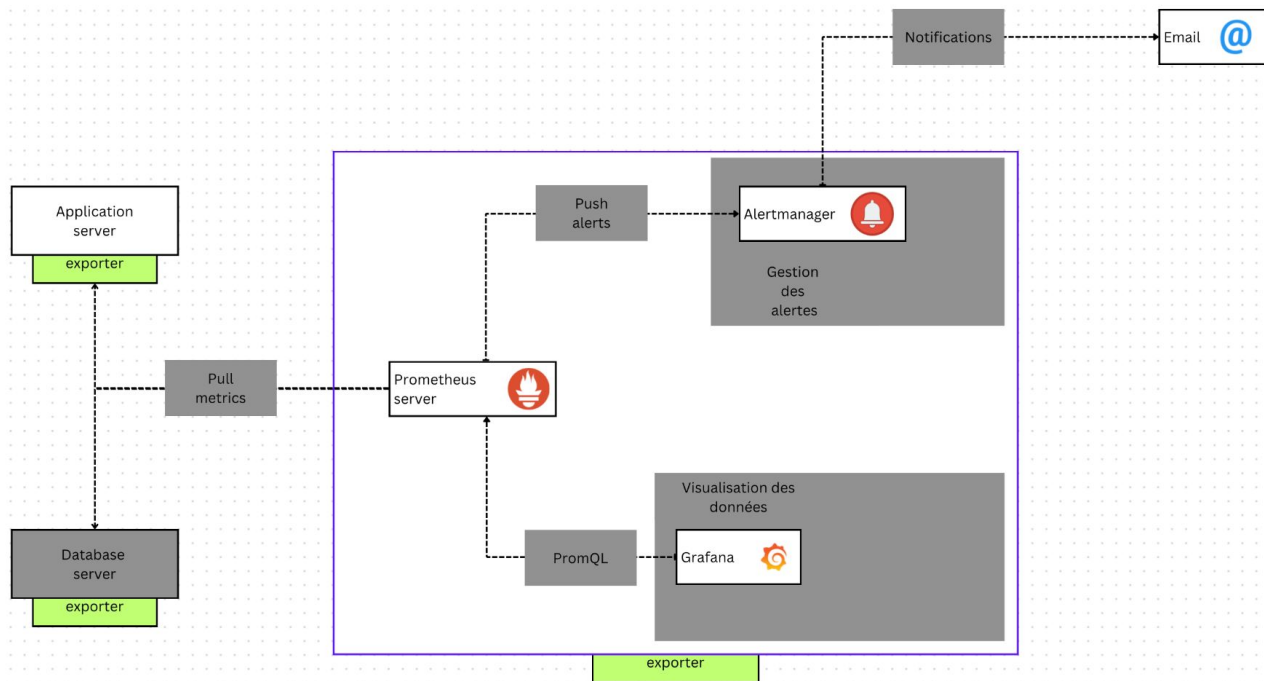 Notifications
Email
@
Application
server
exporter
Push
alerts
Alertmanager
Gestion
des
alertes
Pull
metrics
Prometheus
server
Visualisation des
données
PromQL
Grafana
Database
server
exporter
exporter